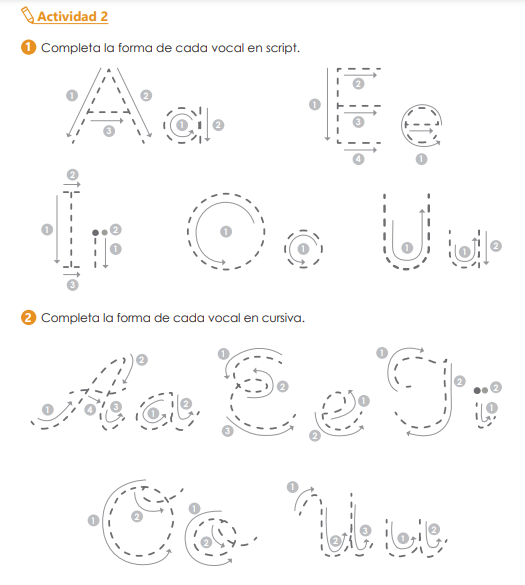 Actividad 2
1 Completa la forma de cada vocal en script.
A a E e
I i O o U u
2 Completa la forma de cada vocal en cursiva.
A a E e I i
O o U u